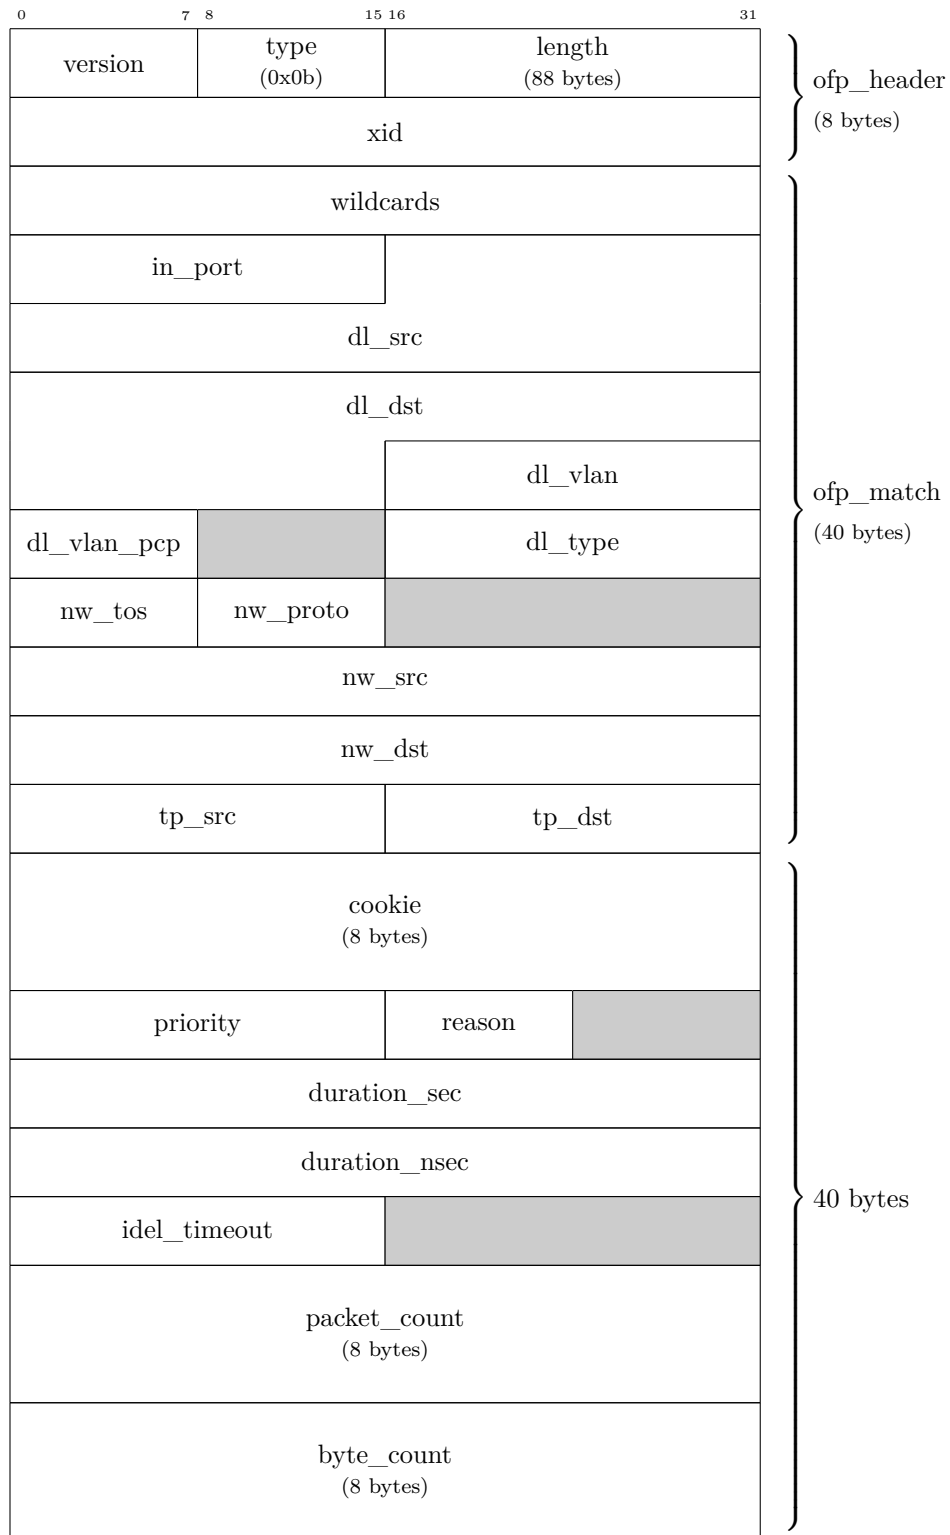 0 7 8 15 16 31
version type length
(0x0b) (88 bytes)
ofp_header
(8 bytes)
xid
wildcards
in_port
dl_src
dl_dst
dl_vlan
ofp_match
(40 bytes)
dl_vlan_pcp dl_type
nw_tos nw_proto
nw_src
nw_dst
tp_src tp_dst
cookie
(8 bytes)
priority reason
duration_sec
duration_nsec
40 bytes
idel_timeout
packet_count
(8 bytes)
byte_count
(8 bytes)